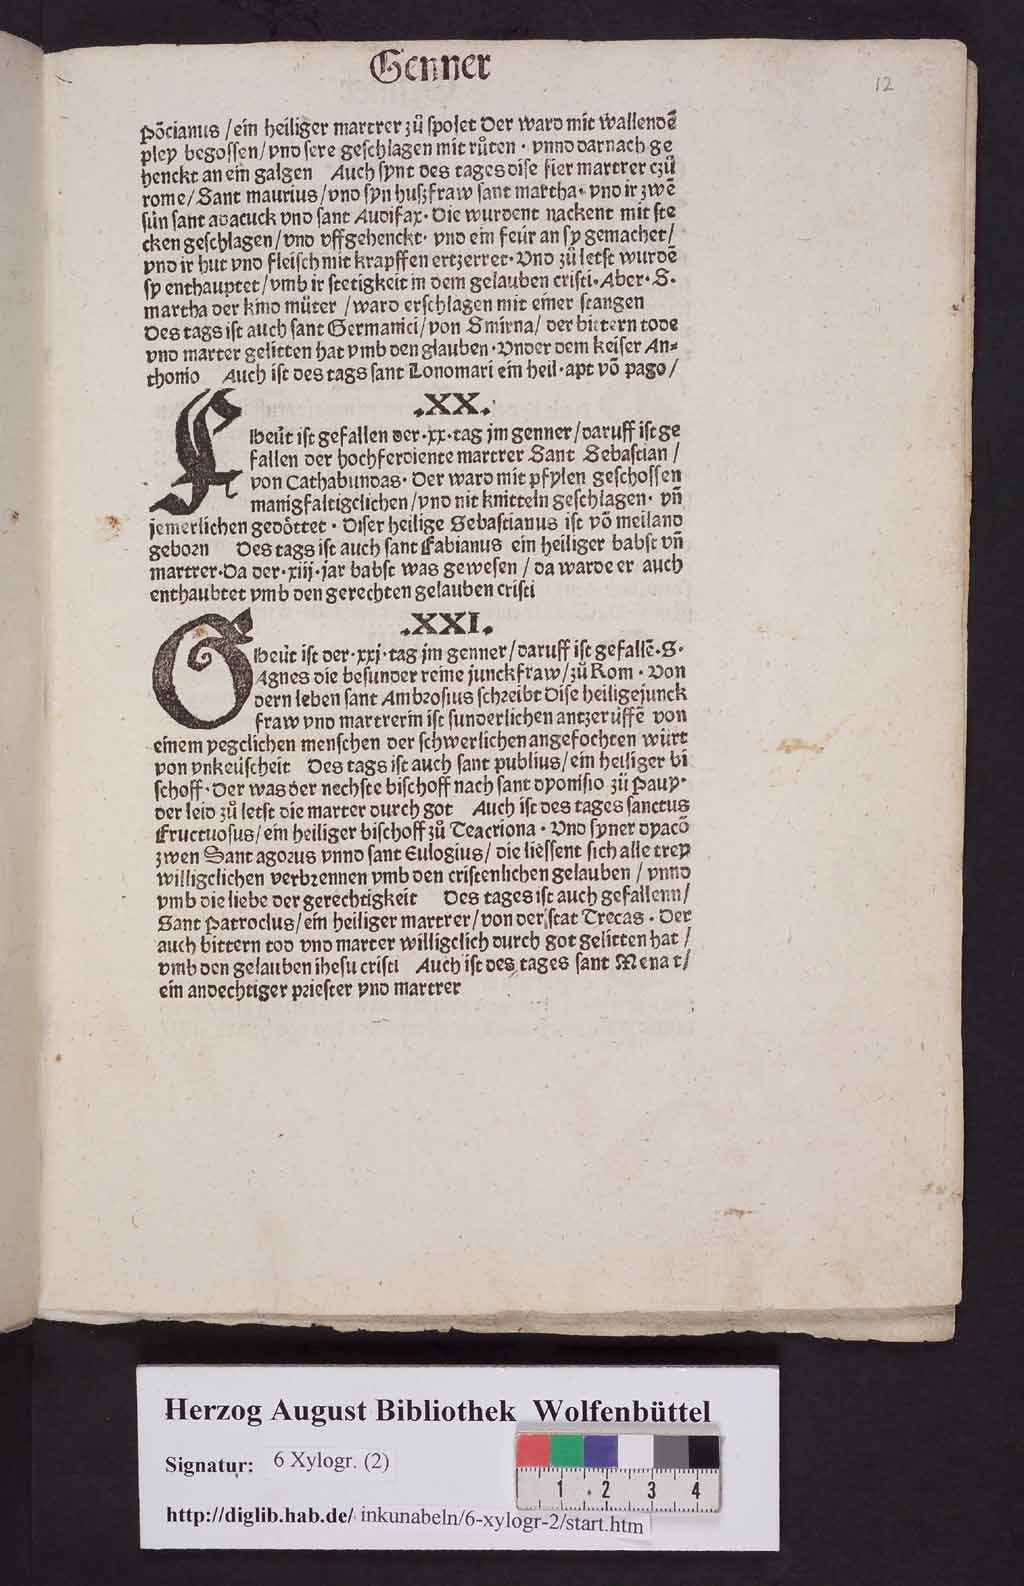 Genner
12
põcianus / ein heiliger martrer zů spolet Der ward mit wallendē
pley begossen / vnd sere geschlagen mit růten · vnnd darnach ge
henckt an ein galgen Auch synt des tages dise fier martrer czů
rome / Sant maurius / vnd syn huszfraw sant martha · vnd ir zwē
sün sant adacuck vnd sant Audifax · die wurdent nackent mit ste
cken geschlagen / vnd vffgehenckt · vnd ein feür an sy gemachet /
vnd ir hut vnd fleisch mit krapffen ertzerret · Vnd zů letst wurdē
sy enthauptet / vmb ir stetigkeit in dem gelauben cristi · Aber · S ·
martha der kind můter / ward erschlagen mit einer stangen
Des tags ist auch sant Germanici / von Smirna / der bittern tode
vnd marter gelitten hat vmb den glauben · Vnder dem keiser An⸗
thonio Auch ist des tags sant Lonomari ein heil · apt võ pago /
.XX.
Heüt ist gefallen der · xx · tag jm genner / daruff ist ge
fallen der hochferdiente martrer Sant Sebastian /
von Cathabundas · Der ward mit pfylen geschossen
manigfaltigclichen / vnd nit knitteln geschlagen · vñ
jemerlichen gedöttet · Diser heilige Sebastianus ist võ meiland
geborn Des tags ist auch sant Fabianus ein heiliger babst vñ
martrer · Da der · xiij · jar babst was gewesen / da warde er auch
enthaubtet vmb den gerechten gelauben cristi
.XXI.
Heüt ist der · xxj · tag jm genner / daruff ist gefallē · S ·
Agnes die besunder reine junckfraw / zů Rom · Von
dern leben sant Ambrosius schreibt Dise heilige junck
fraw vnd martrerin ist sunderlichen antzerüffē von
einem yegclichen menschen der schwerlichen angefochten würt
von vnkeüscheit Des tags ist auch sant publius / ein heiliger bi
schoff · Der was der nechste bischoff nach sant dyonisio zů
der leid zů letst die marter durch got Auch ist des tages sanctus
Fructuosus / ein heiliger bischoff zů Teacriona · Vnd syner dyacõ
zwen Sant agorus vnnd sant Eulogius / die liessent sich alle trey
willigclichen verbrennen vmb den cristenlichen gelauben / vnnd
vmb die liebe der gerechtigkeit Des tages ist auch gefallenn /
Sant Patroclus / ein heiliger martrer / von der stat Trecas · Der
auch bittern tod vnd marter willigclich durch got gelitten hat /
vmb den gelauben ihesu cristi Auch ist des tages sant Menat /
ein andechtiger priester vnd martrer
Herzog August Bibliothek Wolfenbüttel
Signatur: 6 Xylogr. (2)
1 2 3 4
http://diglib.hab.de/ inkunabeln/6-xylogr-2/start.htm